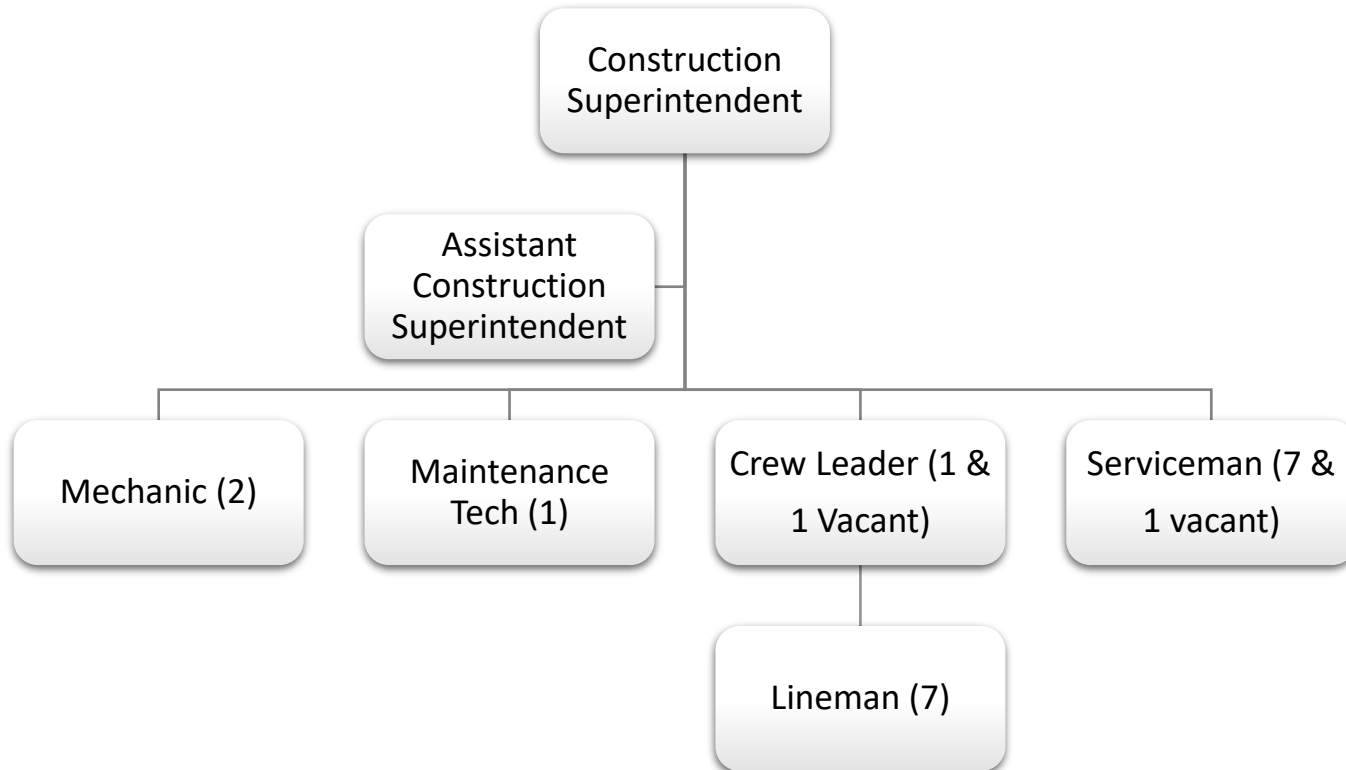 Construction
Superintendent
Assistant
Construction
Superintendent
Mechanic (2)
Maintenance
Tech (1)
Crew Leader (1 &
1 Vacant)
Serviceman (7 &
1 vacant)
Lineman (7)